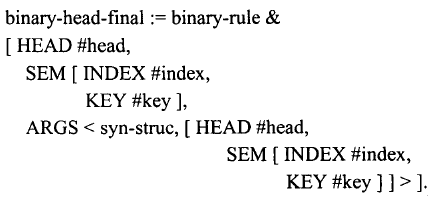 binary-head-final := binary-rule &
[ HEAD #head,
SEM [ INDEX #index,
KEY #key ],
ARGS < syn-struc, [ HEAD #head,
SEM [ INDEX #index,
KEY #key ] ] > ].